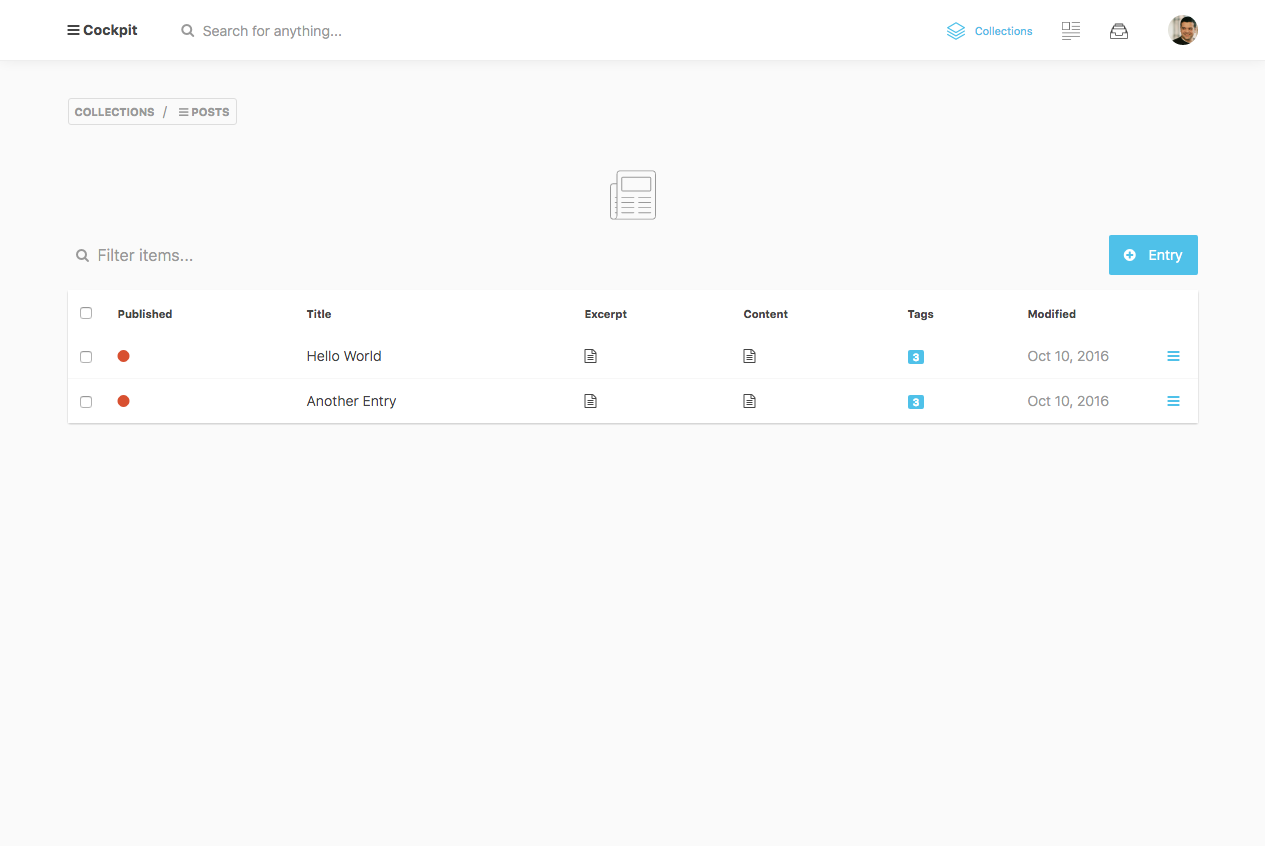 Cockpit Search for anything... Collections
COLLECTIONS / POSTS
Filter items... Entry
Published Title Excerpt Content Tags Modified
Hello World 3 Oct 10, 2016
Another Entry 3 Oct 10, 2016